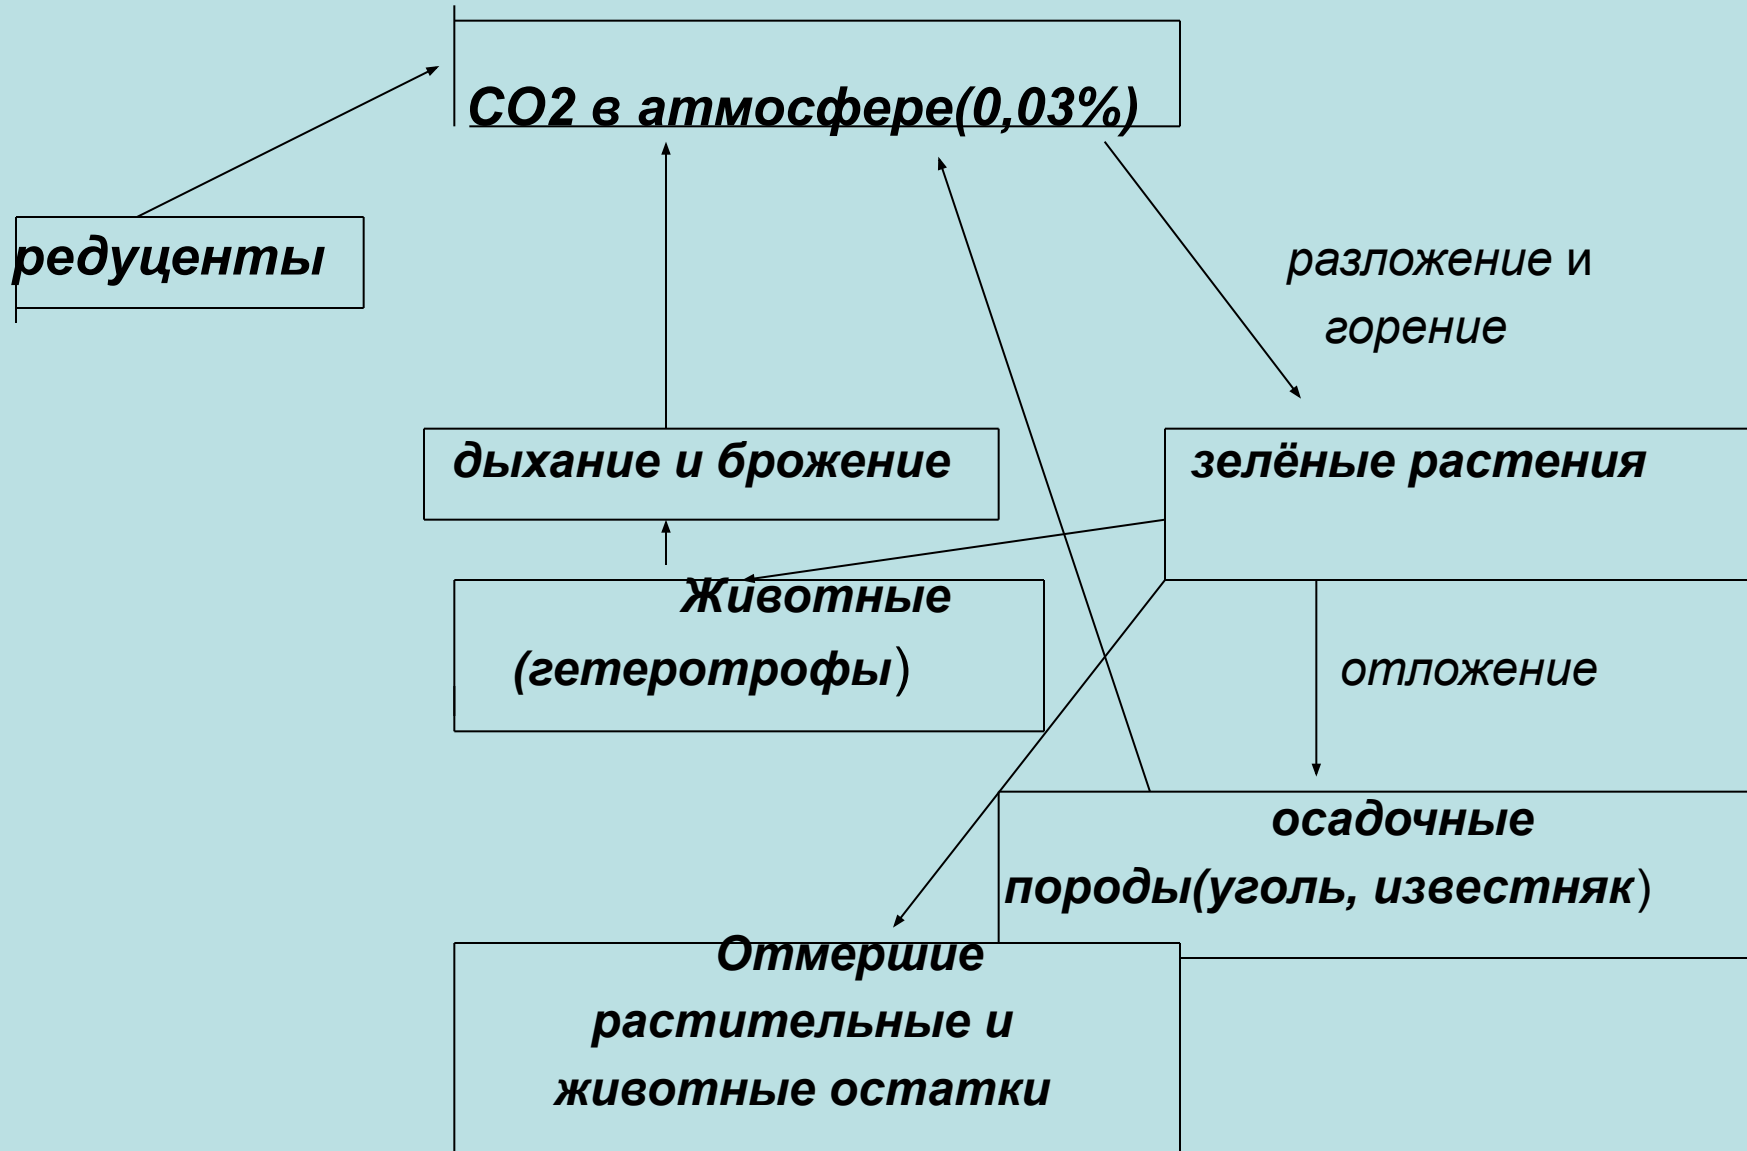 СО2 в атмосфере(0,03%)
редуценты
разложение и
горение
дыхание и брожение
зелёные растения
Животные
(гетеротрофы)
отложение
осадочные
породы(уголь, известняк)
Отмершие
растительные и
животные остатки